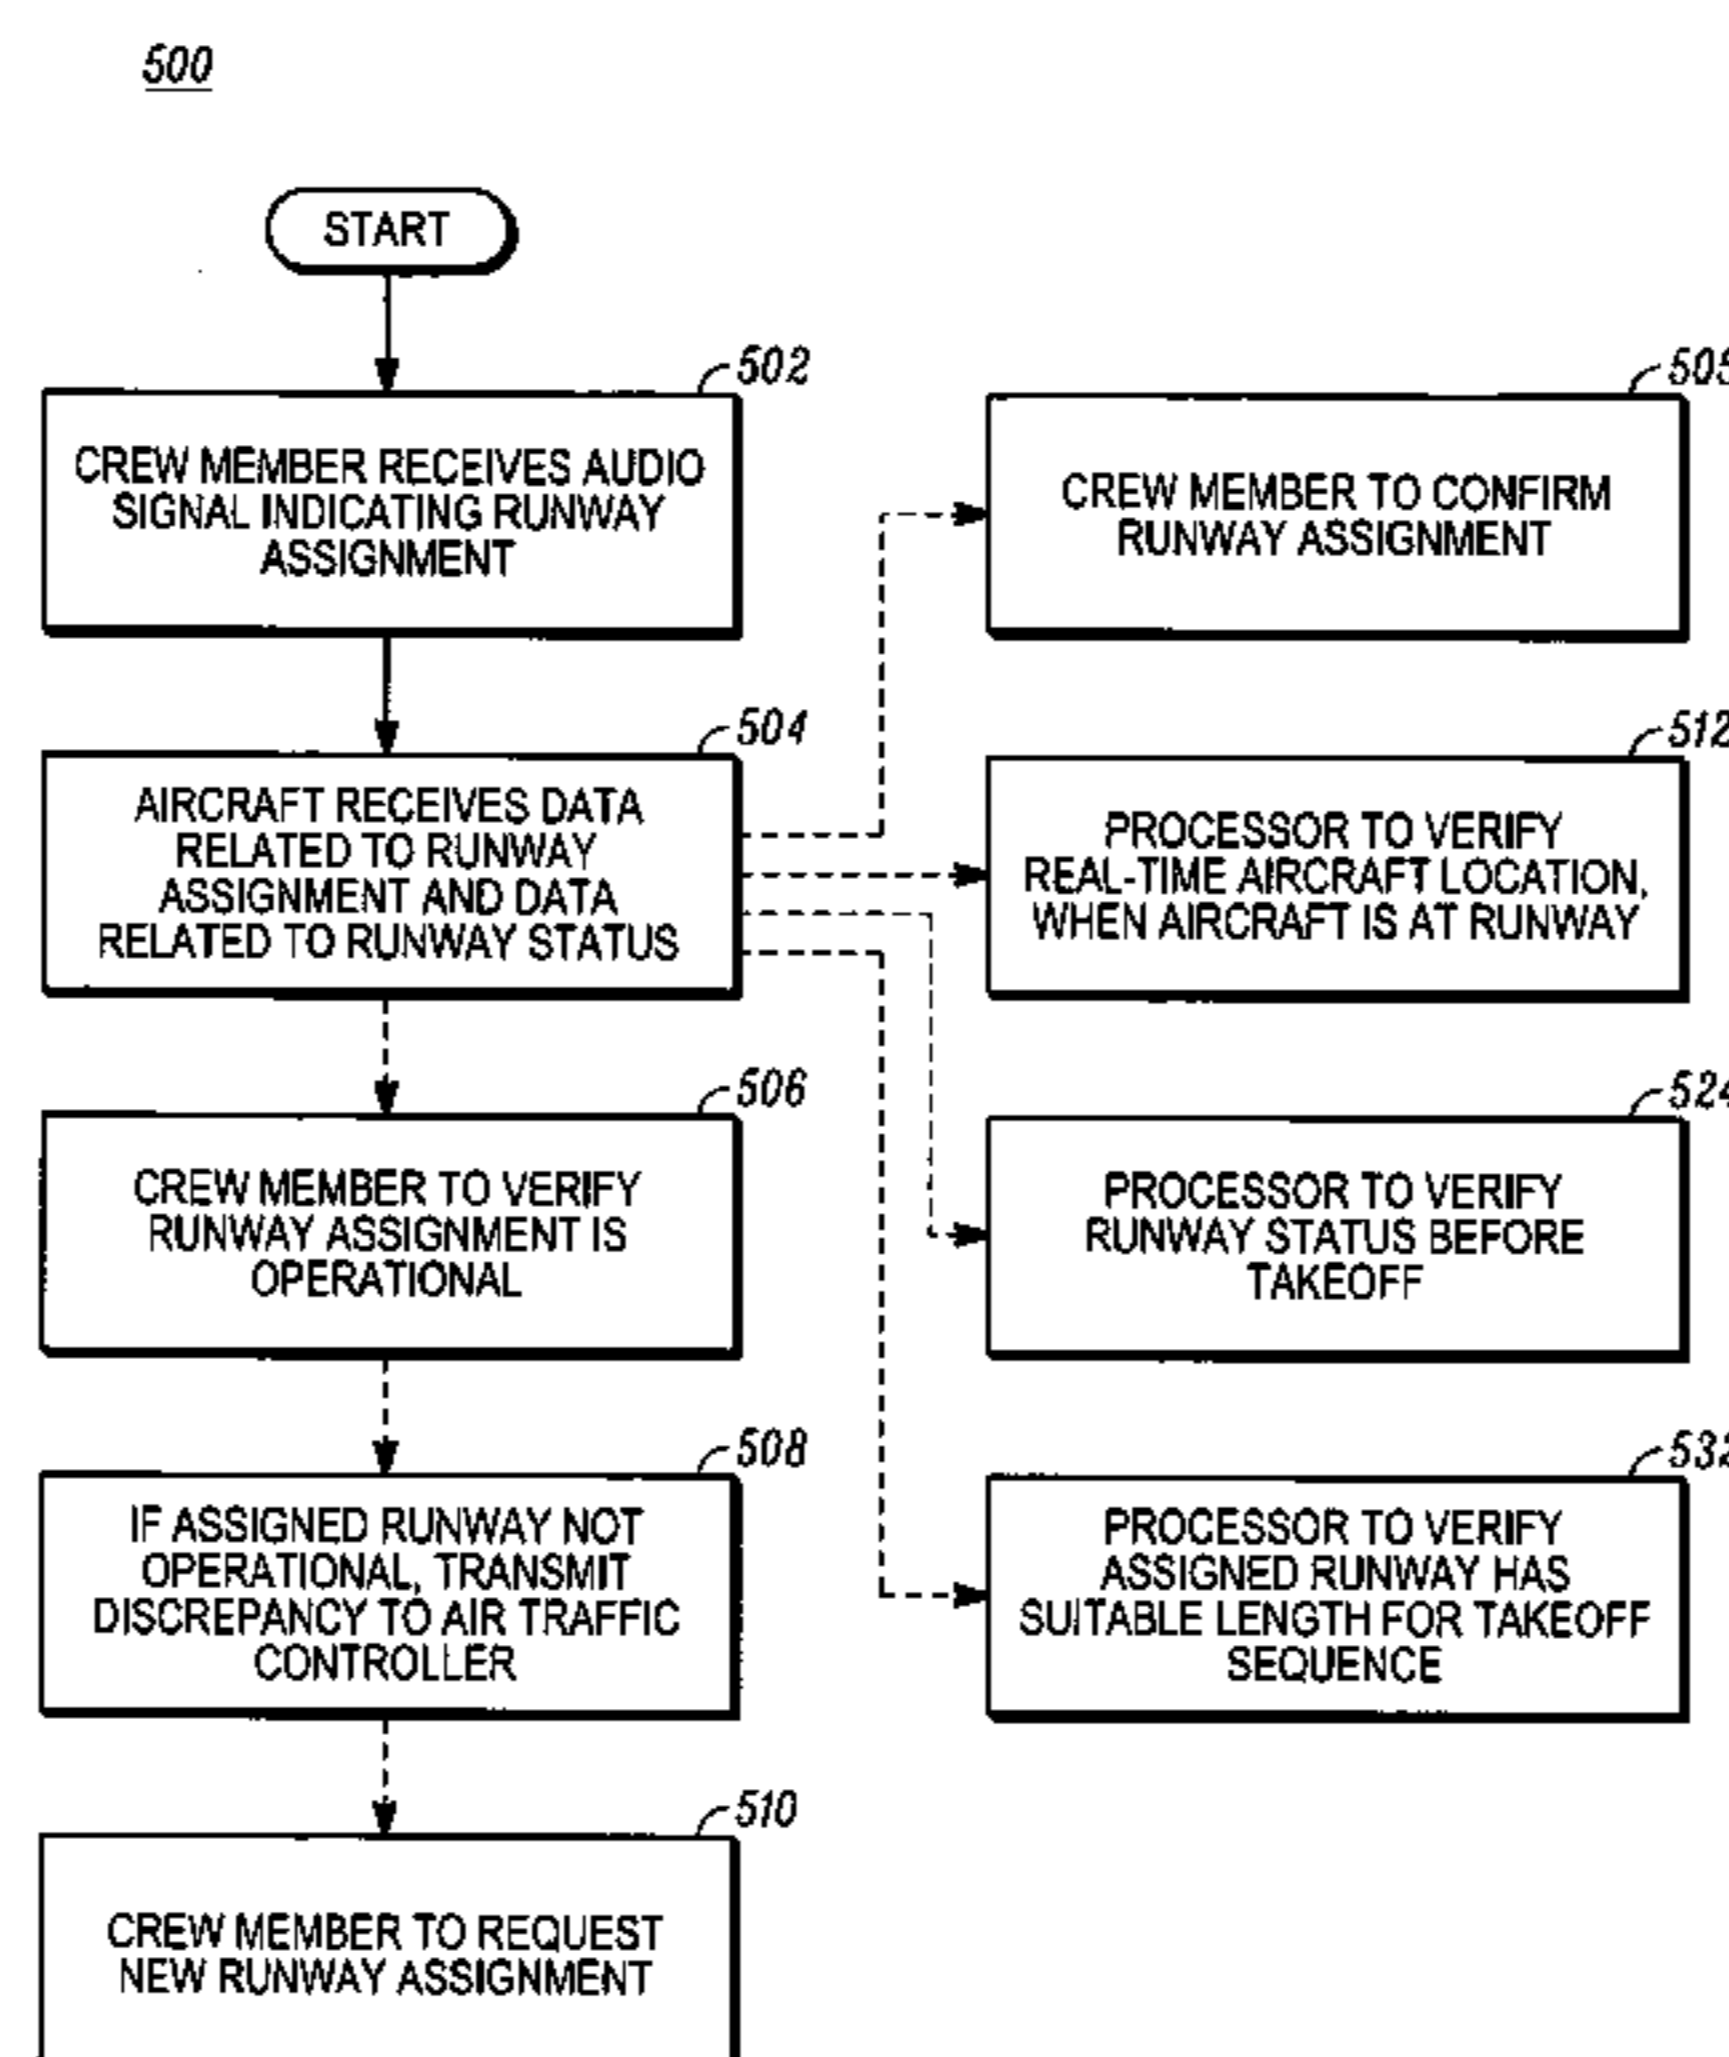 500
START
502
CREW MEMBER RECEIVES AUDIO
SIGNAL INDICATING RUNWAY
ASSIGNMENT
505
CREW MEMBER TO CONFIRM
RUNWAY ASSIGNMENT
504
AIRCRAFT RECEIVES DATA
RELATED TO RUNWAY
ASSIGNMENT AND DATA
RELATED TO RUNWAY STATUS
512
PROCESSOR TO VERIFY
REAL-TIME AIRCRAFT LOCATION,
WHEN AIRCRAFT IS AT RUNWAY
506
CREW MEMBER TO VERIFY
RUNWAY ASSIGNMENT IS
OPERATIONAL
524
PROCESSOR TO VERIFY
RUNWAY STATUS BEFORE
TAKEOFF
508
IF ASSIGNED RUNWAY NOT
OPERATIONAL, TRANSMIT
DISCREPANCY TO AIR TRAFFIC
CONTROLLER
532
PROCESSOR TO VERIFY
ASSIGNED RUNWAY HAS
SUITABLE LENGTH FOR TAKEOFF
SEQUENCE
510
CREW MEMBER TO REQUEST
NEW RUNWAY ASSIGNMENT